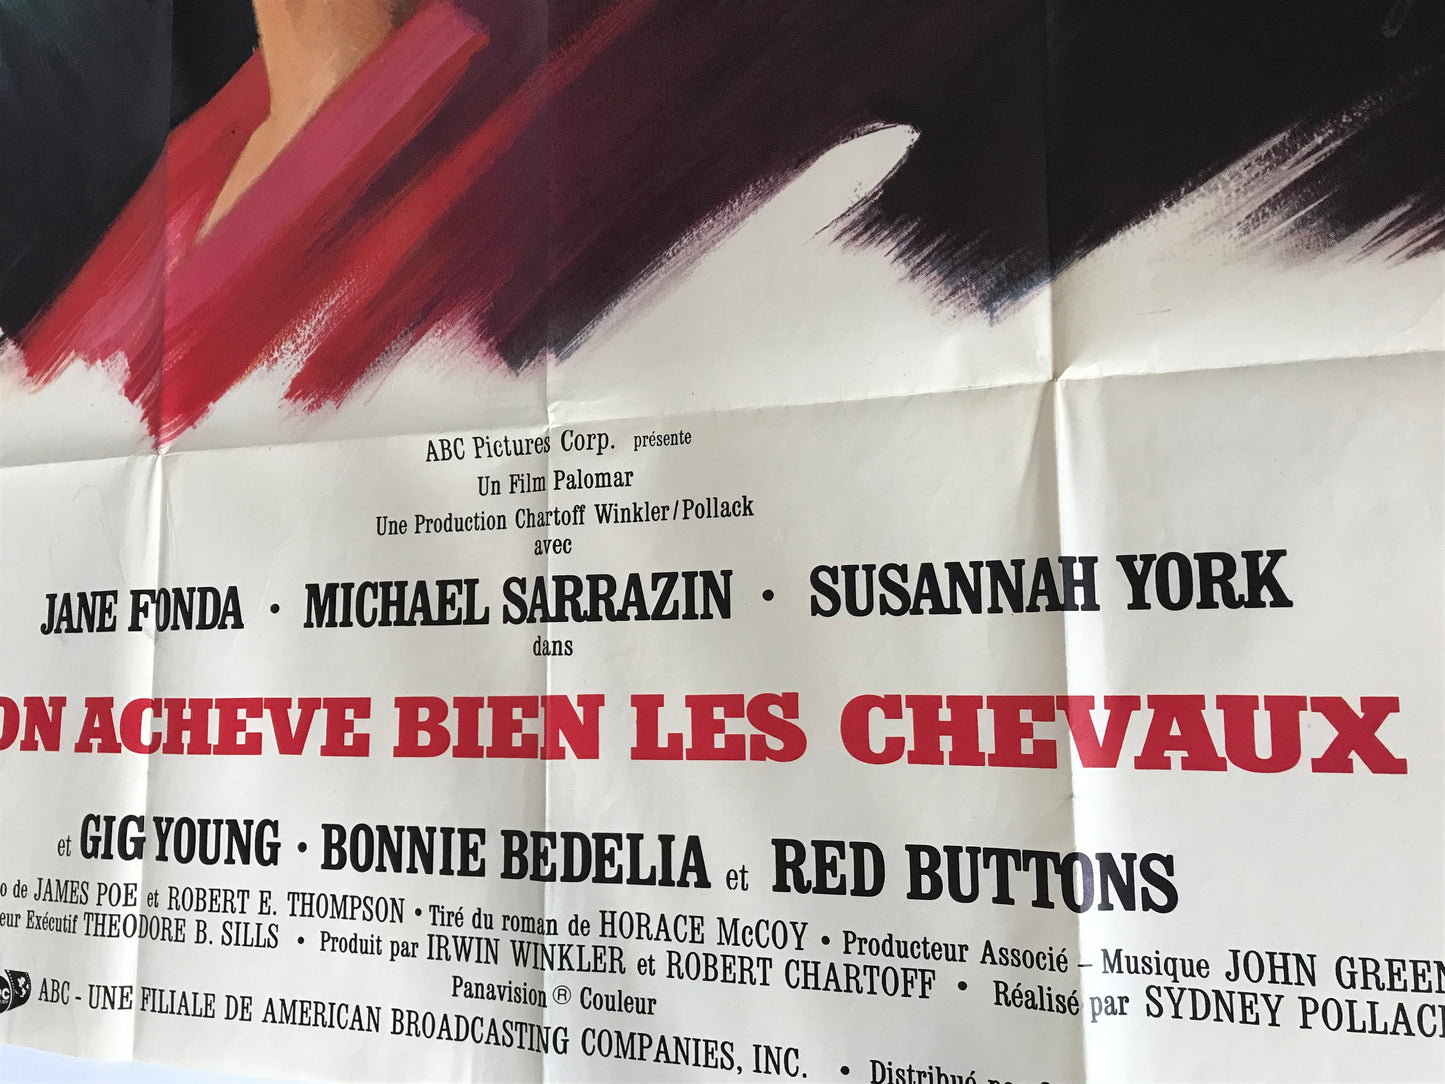 ABC Pictures Corp. présente
Un Film Palomar
Une Production Chartoff Winkler/Pollack
avec
JANE FONDA · MICHAEL SARRAZIN · SUSANNAH YORK
dans
ON ACHEVE BIEN LES CHEVAUX
et GIG YOUNG · BONNIE BEDELIA et RED BUTTONS
de JAMES POE et ROBERT E. THOMPSON • Tiré du roman de HORACE McCOY • Producteur Associé – Musique JOHN GREEN
Exécutif THEODORE B. SILLS • Produit par IRWIN WINKLER et ROBERT CHARTOFF • Réalisé par SYDNEY POLLACK
Panavision ® Couleur
ABC - UNE FILIALE DE AMERICAN BROADCASTING COMPANIES, INC. • Distribué